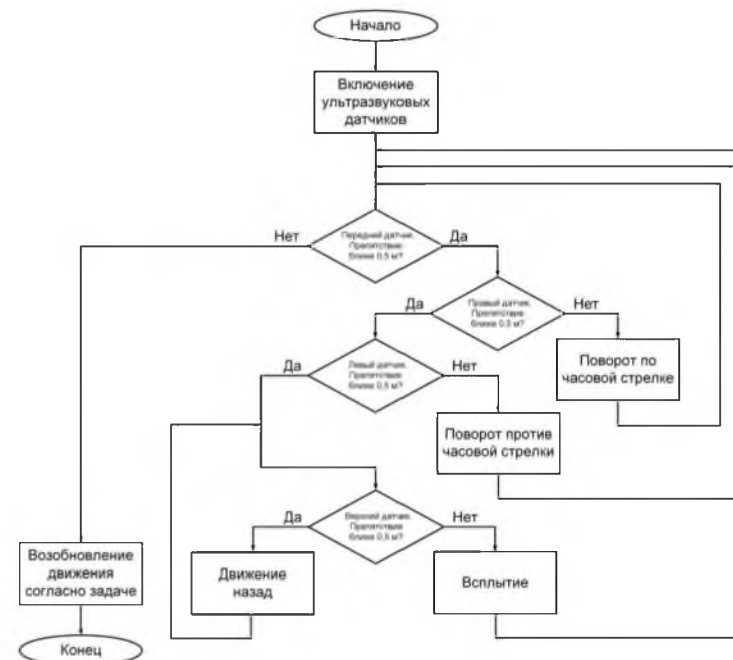 Начало
Включение
ультразвуковых
датчиков
Передний датчик.
Препятствие
ближе 0,5 м?
Нет
Да
Правый датчик.
Препятствие
ближе 0,5 м?
Да
Нет
Поворот по
часовой стрелке
Левый датчик.
Препятствие
ближе 0,5 м?
Да
Нет
Поворот против
часовой стрелки
Верхний датчик.
Препятствие
ближе 0,5 м?
Да
Нет
Движение
назад
Всплытие
Возобновление
движения
согласно задаче
Конец